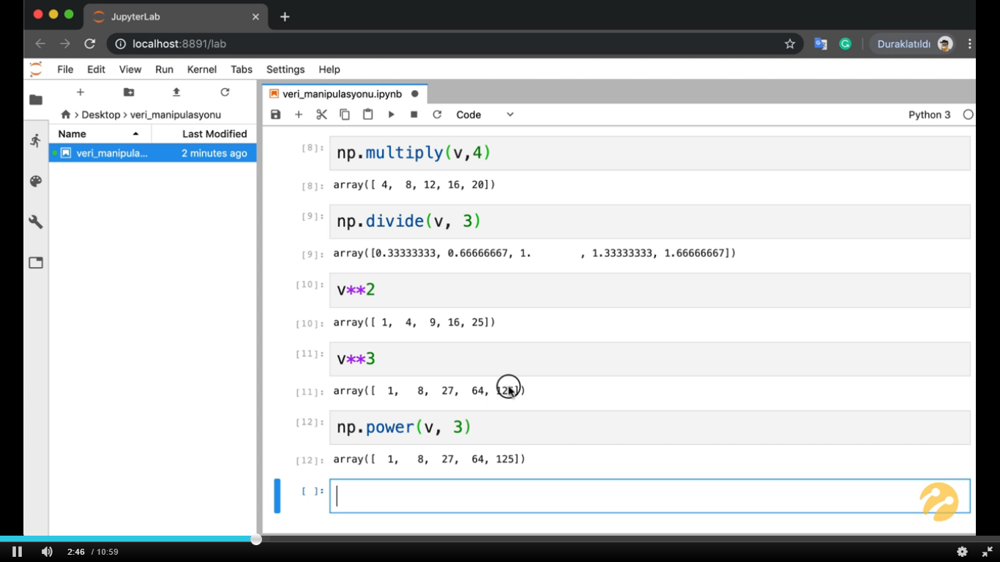 JupyterLab
localhost:8891/lab
Duraklatıldı
File Edit View Run Kernel Tabs Settings Help
veri_manipulasyonu.ipynb
Desktop > veri_manipulasyonu
Code
Python 3
Name Last Modified
veri_manipula... 2 minutes ago
[8]: np.multiply(v,4)
[8]: array([ 4,  8, 12, 16, 20])
[9]: np.divide(v, 3)
[9]: array([0.33333333, 0.66666667, 1.        , 1.33333333, 1.66666667])
[10]: v**2
[10]: array([ 1,  4,  9, 16, 25])
[11]: v**3
[11]: array([  1,   8,  27,  64, 125])
[12]: np.power(v, 3)
[12]: array([  1,   8,  27,  64, 125])
[ ]:
2:46 / 10:59